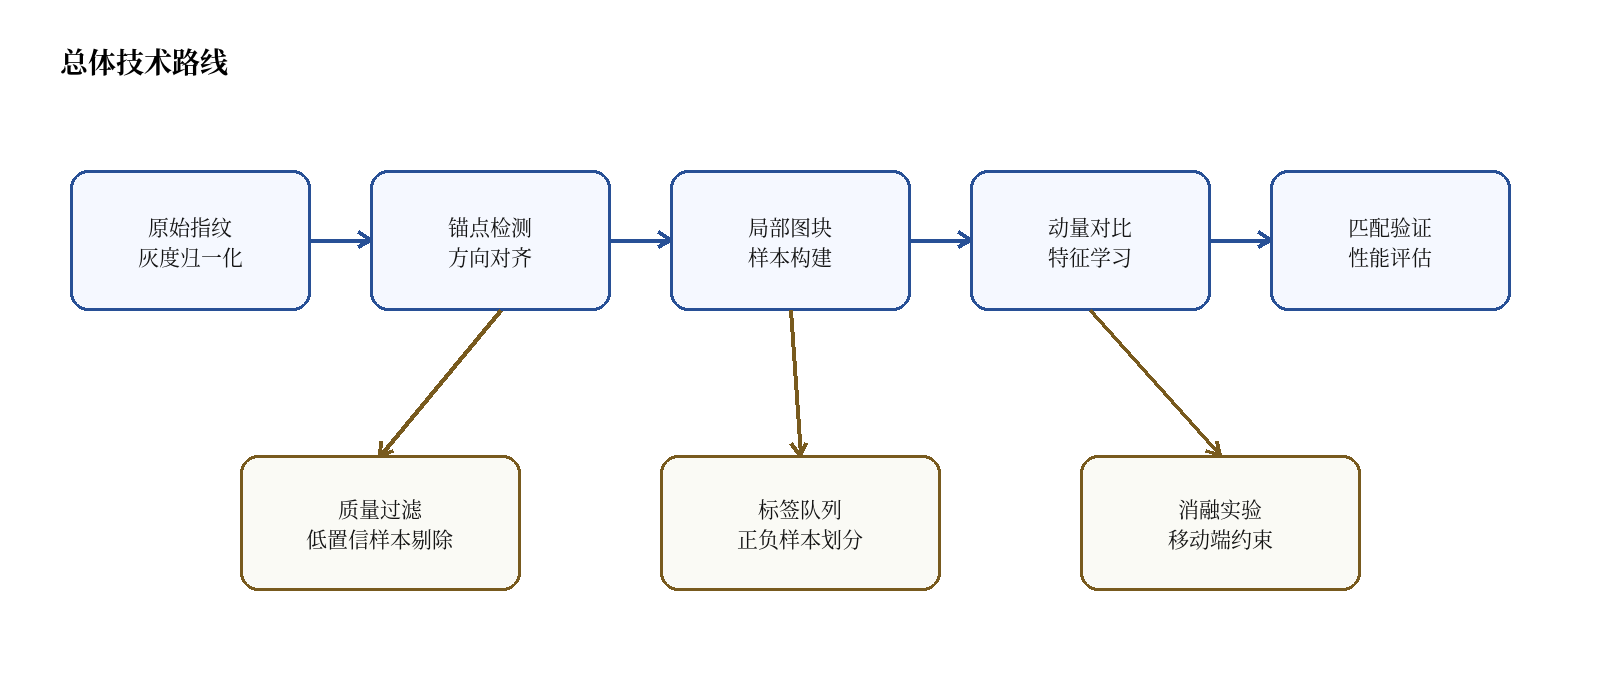 总体技术路线
原始指纹
灰度归一化
锚点检测
方向对齐
局部图块
样本构建
动量对比
特征学习
匹配验证
性能评估
质量过滤
低置信样本剔除
标签队列
正负样本划分
消融实验
移动端约束